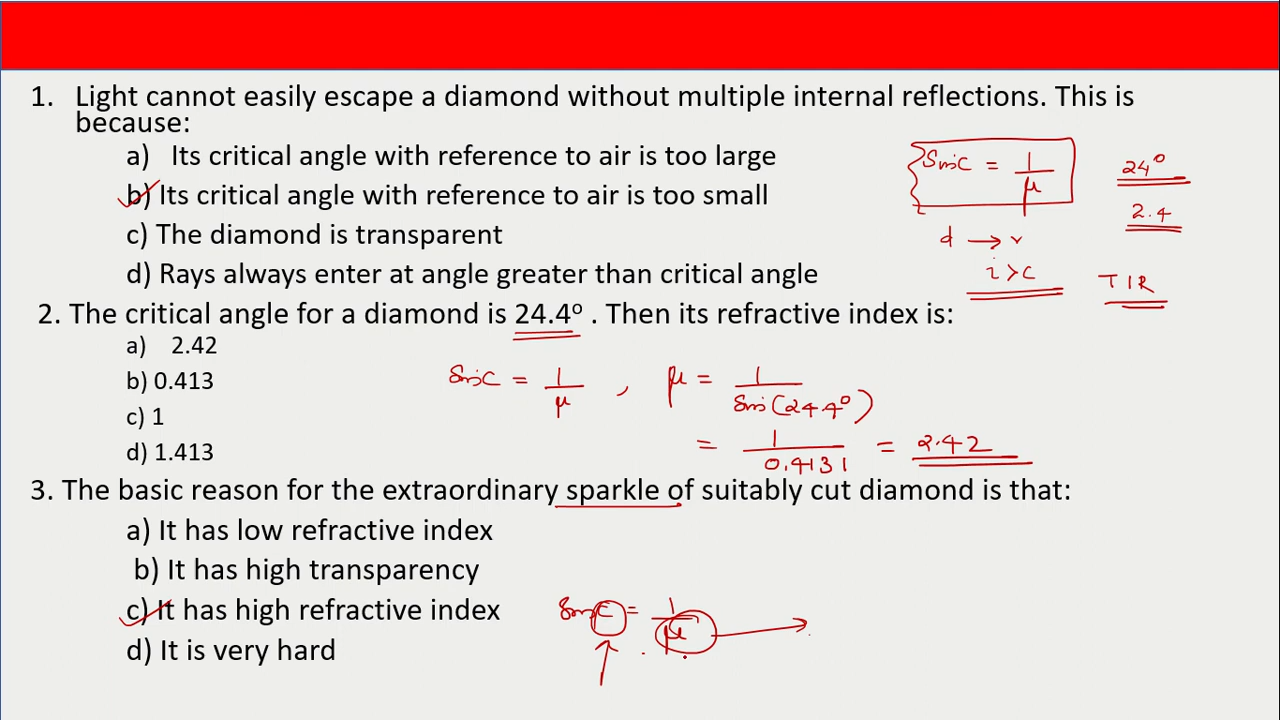 1. Light cannot easily escape a diamond without multiple internal reflections. This is
because:
a) Its critical angle with reference to air is too large
b) Its critical angle with reference to air is too small
c) The diamond is transparent
d) Rays always enter at angle greater than critical angle
Sin C = 1/μ
24°
2.4
d → r
i > C
TIR
2. The critical angle for a diamond is 24.4º . Then its refractive index is:
a) 2.42
b) 0.413
c) 1
d) 1.413
Sin C = 1/μ , μ = 1/Sin(24.4°)
= 1/0.4131 = 2.42
3. The basic reason for the extraordinary sparkle of suitably cut diamond is that:
a) It has low refractive index
b) It has high transparency
c) It has high refractive index
d) It is very hard
Sin C = 1/μ